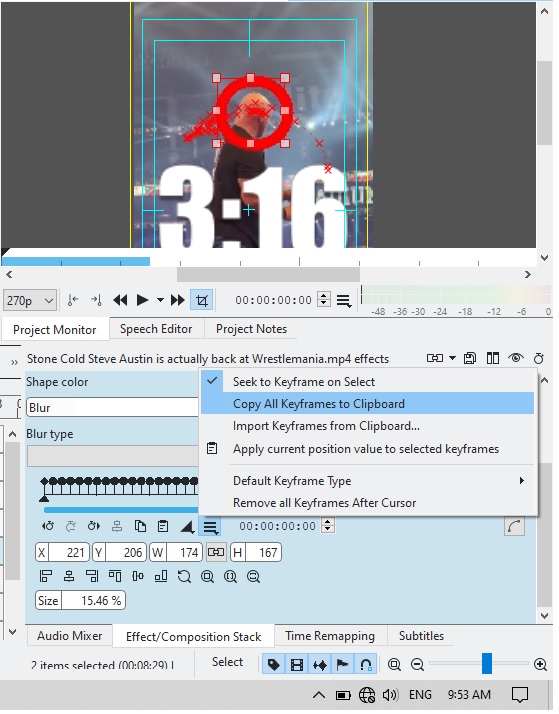 3:16
270p
00:00:00:00
-48 -36 -30 -24 -18 -12 -6 0
Project Monitor
Speech Editor
Project Notes
» Stone Cold Steve Austin is actually back at Wrestlemania.mp4 effects
Shape color
Seek to Keyframe on Select
Blur
Copy All Keyframes to Clipboard
Import Keyframes from Clipboard...
Blur type
Apply current position value to selected keyframes
Default Keyframe Type
Remove all Keyframes After Cursor
00:00:00:00
X 221 Y 206 W 174 H 167
Size 15.46 %
Audio Mixer
Effect/Composition Stack
Time Remapping
Subtitles
2 items selected (00:08:29) |
Select
ENG 9:53 AM